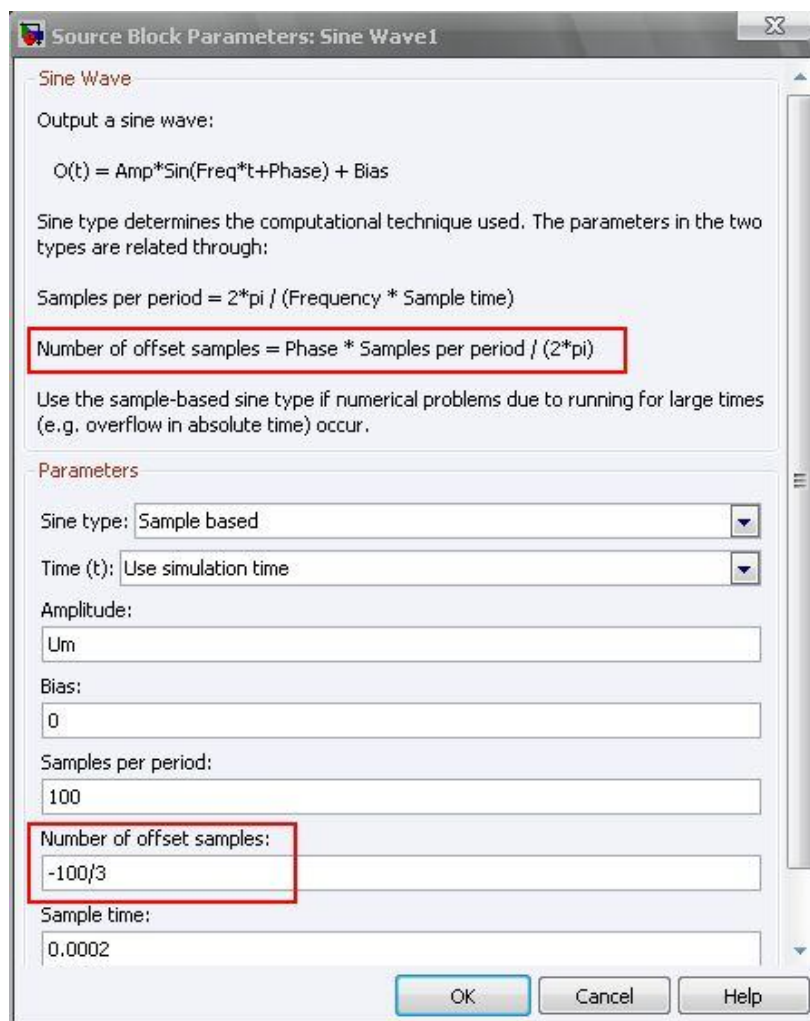 Source Block Parameters: Sine Wave1
Sine Wave
Output a sine wave:
O(t) = Amp*Sin(Freq*t+Phase) + Bias
Sine type determines the computational technique used. The parameters in the two
types are related through:
Samples per period = 2*pi / (Frequency * Sample time)
Number of offset samples = Phase * Samples per period / (2*pi)
Use the sample-based sine type if numerical problems due to running for large times
(e.g. overflow in absolute time) occur.
Parameters
Sine type: Sample based
Time (t): Use simulation time
Amplitude:
Um
Bias:
0
Samples per period:
100
Number of offset samples:
-100/3
Sample time:
0.0002
OK Cancel Help